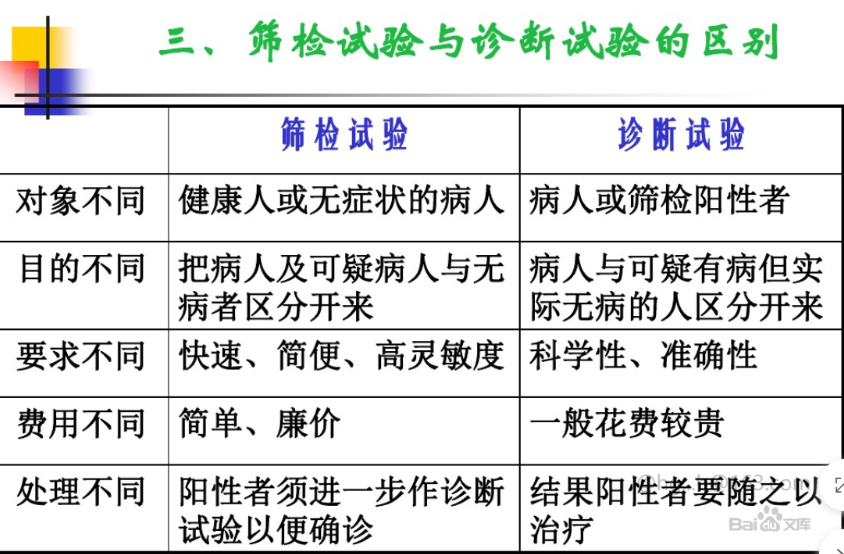 三、筛检试验与诊断试验的区别
筛检试验 诊断试验
对象不同 健康人或无症状的病人 病人或筛检阳性者
目的不同 把病人及可疑病人与无 病人与可疑有病但实
病者区分开来 际无病的人区分开来
要求不同 快速、简便、高灵敏度 科学性、准确性
费用不同 简单、廉价 一般花费较贵
处理不同 阳性者须进一步作诊断 结果阳性者要随之以
试验以便确诊 治疗
Bai 文库